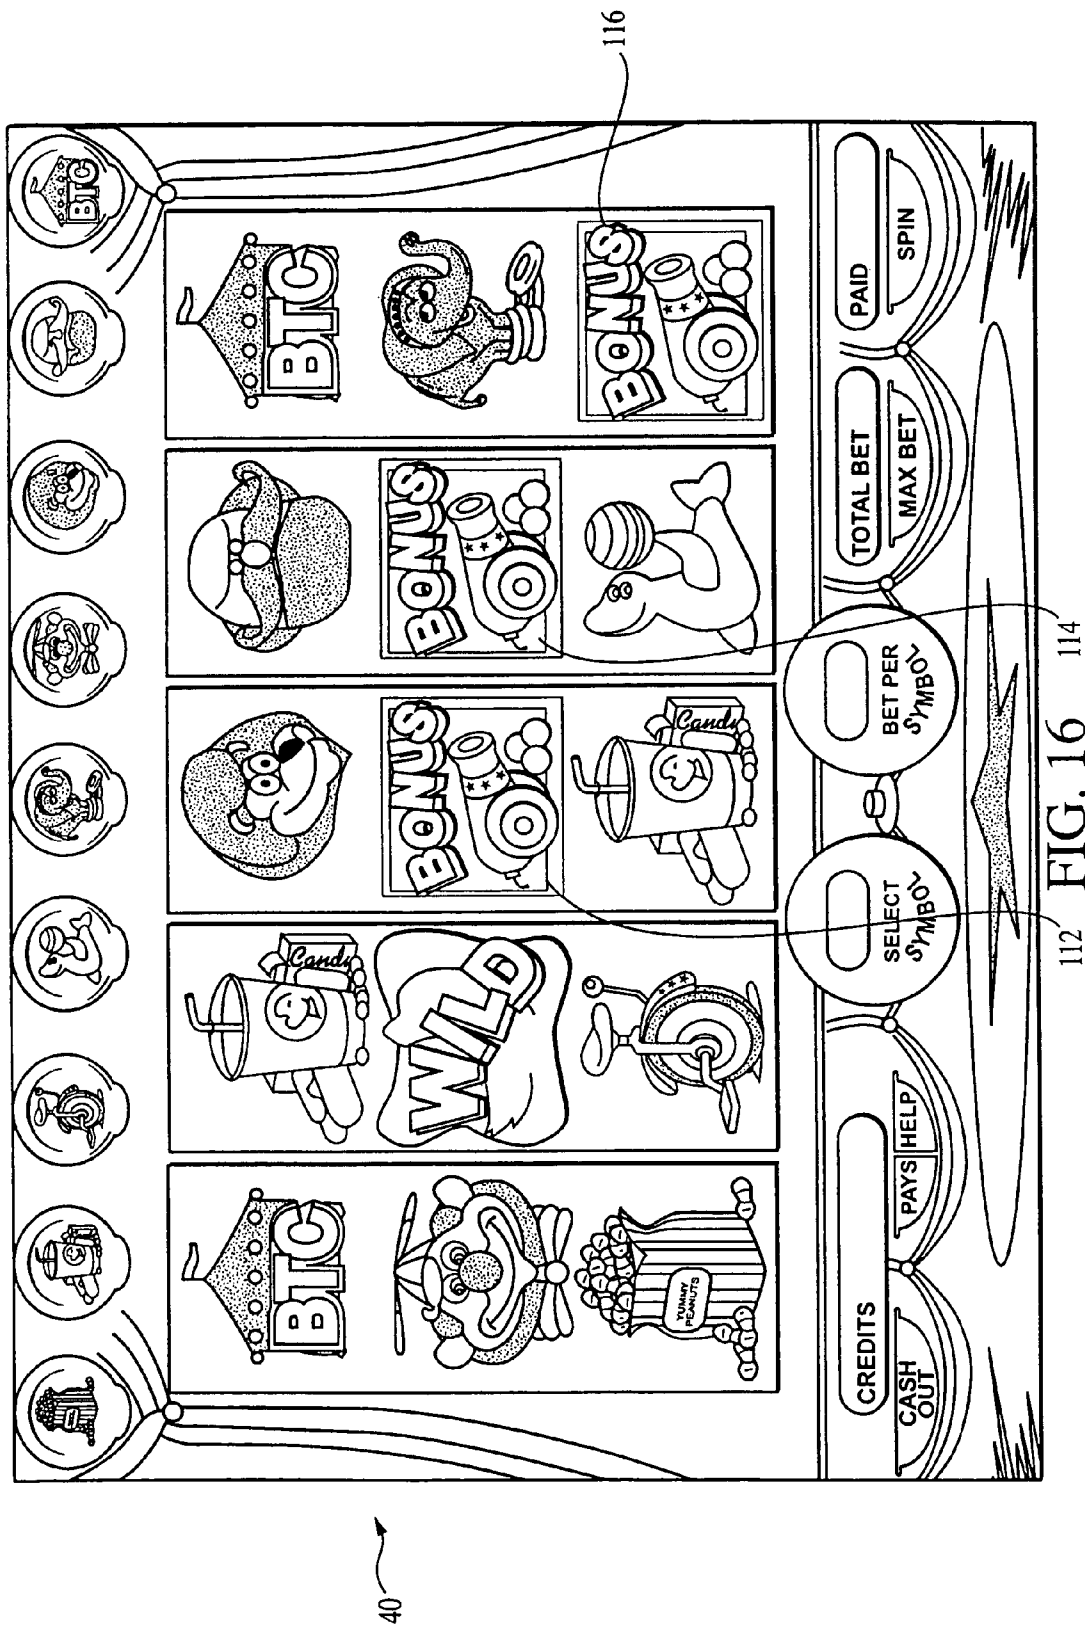 BTC
BTC
Candy
BTC
40
WILD
BONUS
BONUS
YUMMY
PEANUTS
Candy
BONUS
116
CREDITS
TOTAL BET
PAID
CASH
OUT
PAYS
HELP
SELECT
SYMBOL
BET PER
SYMBOL
MAX BET
SPIN
112
114
FIG. 16